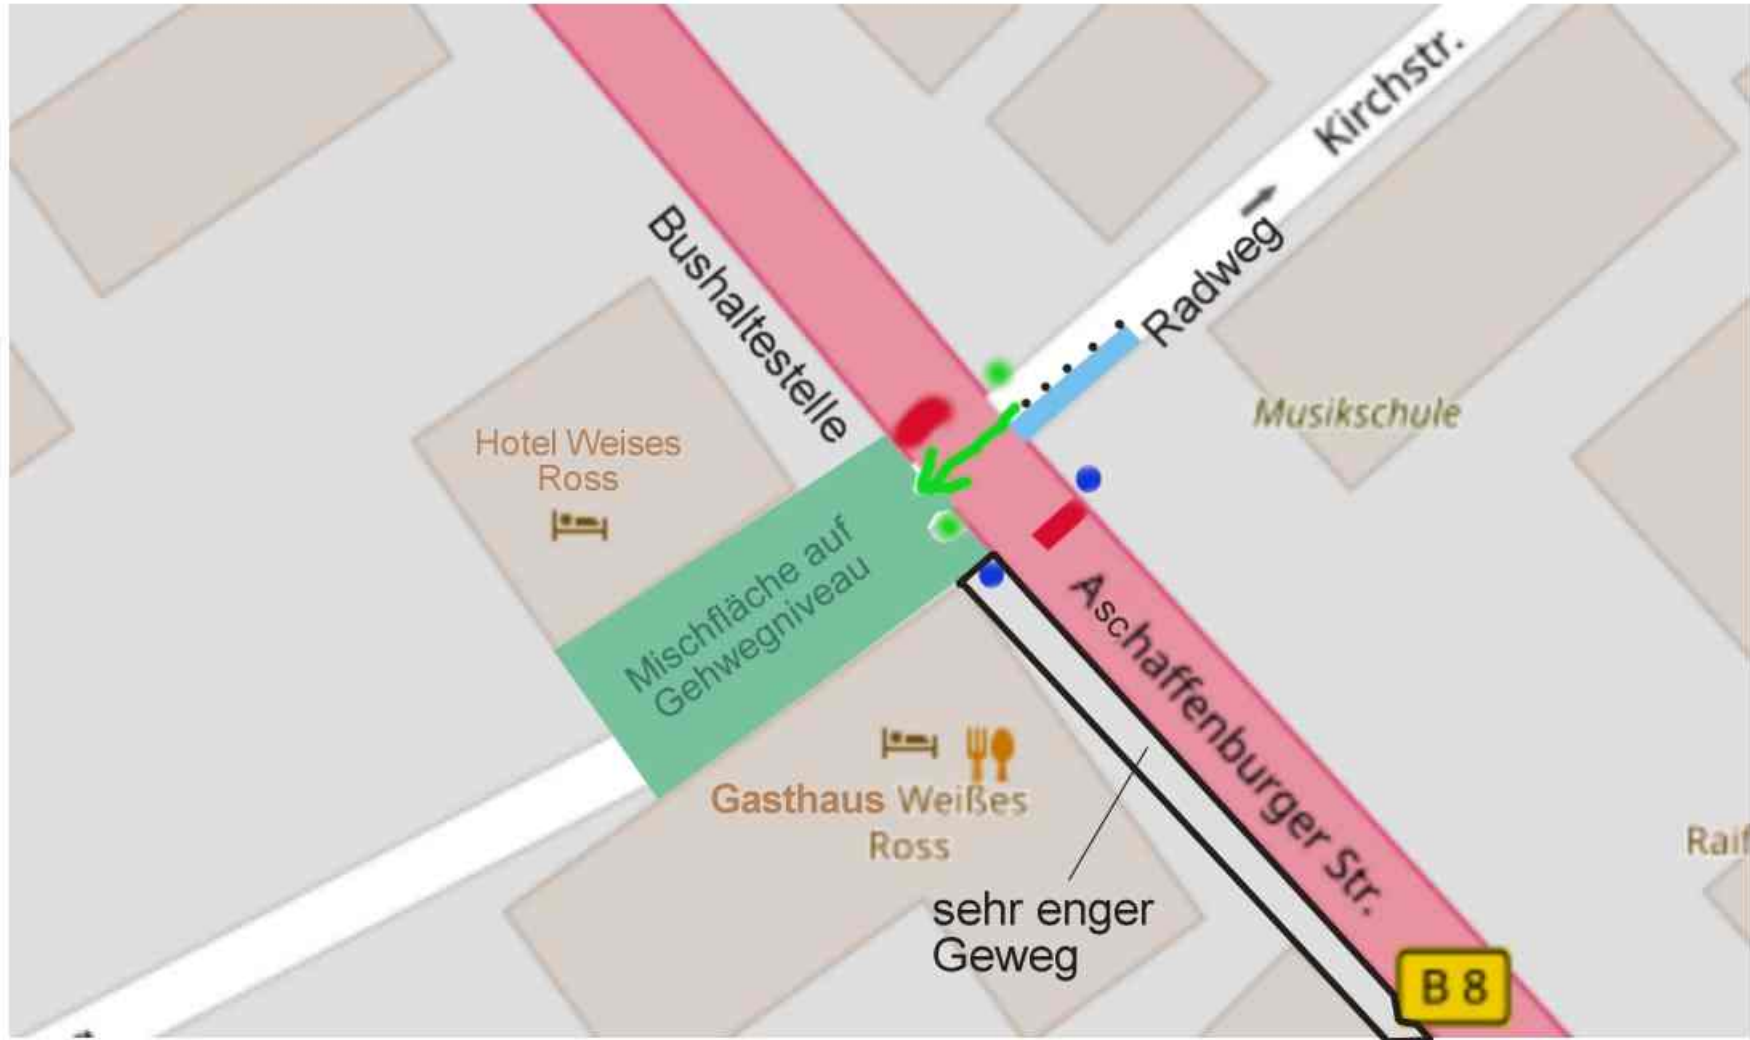 Kirchstr.
Radweg
Bushaltestelle
Musikschule
Hotel Weises
Ross
Mischfläche auf
Gehwegniveau
Aschaffenburger Str.
Gasthaus Weißes
Ross
Raif
sehr enger
Geweg
B 8